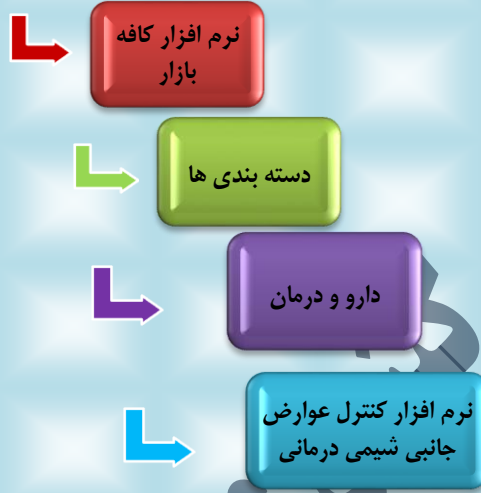 نرم افزار کافه
بازار
دسته بندی ها
دارو و درمان
نرم افزار کنترل عوارض
جانبی شیمی درمانی